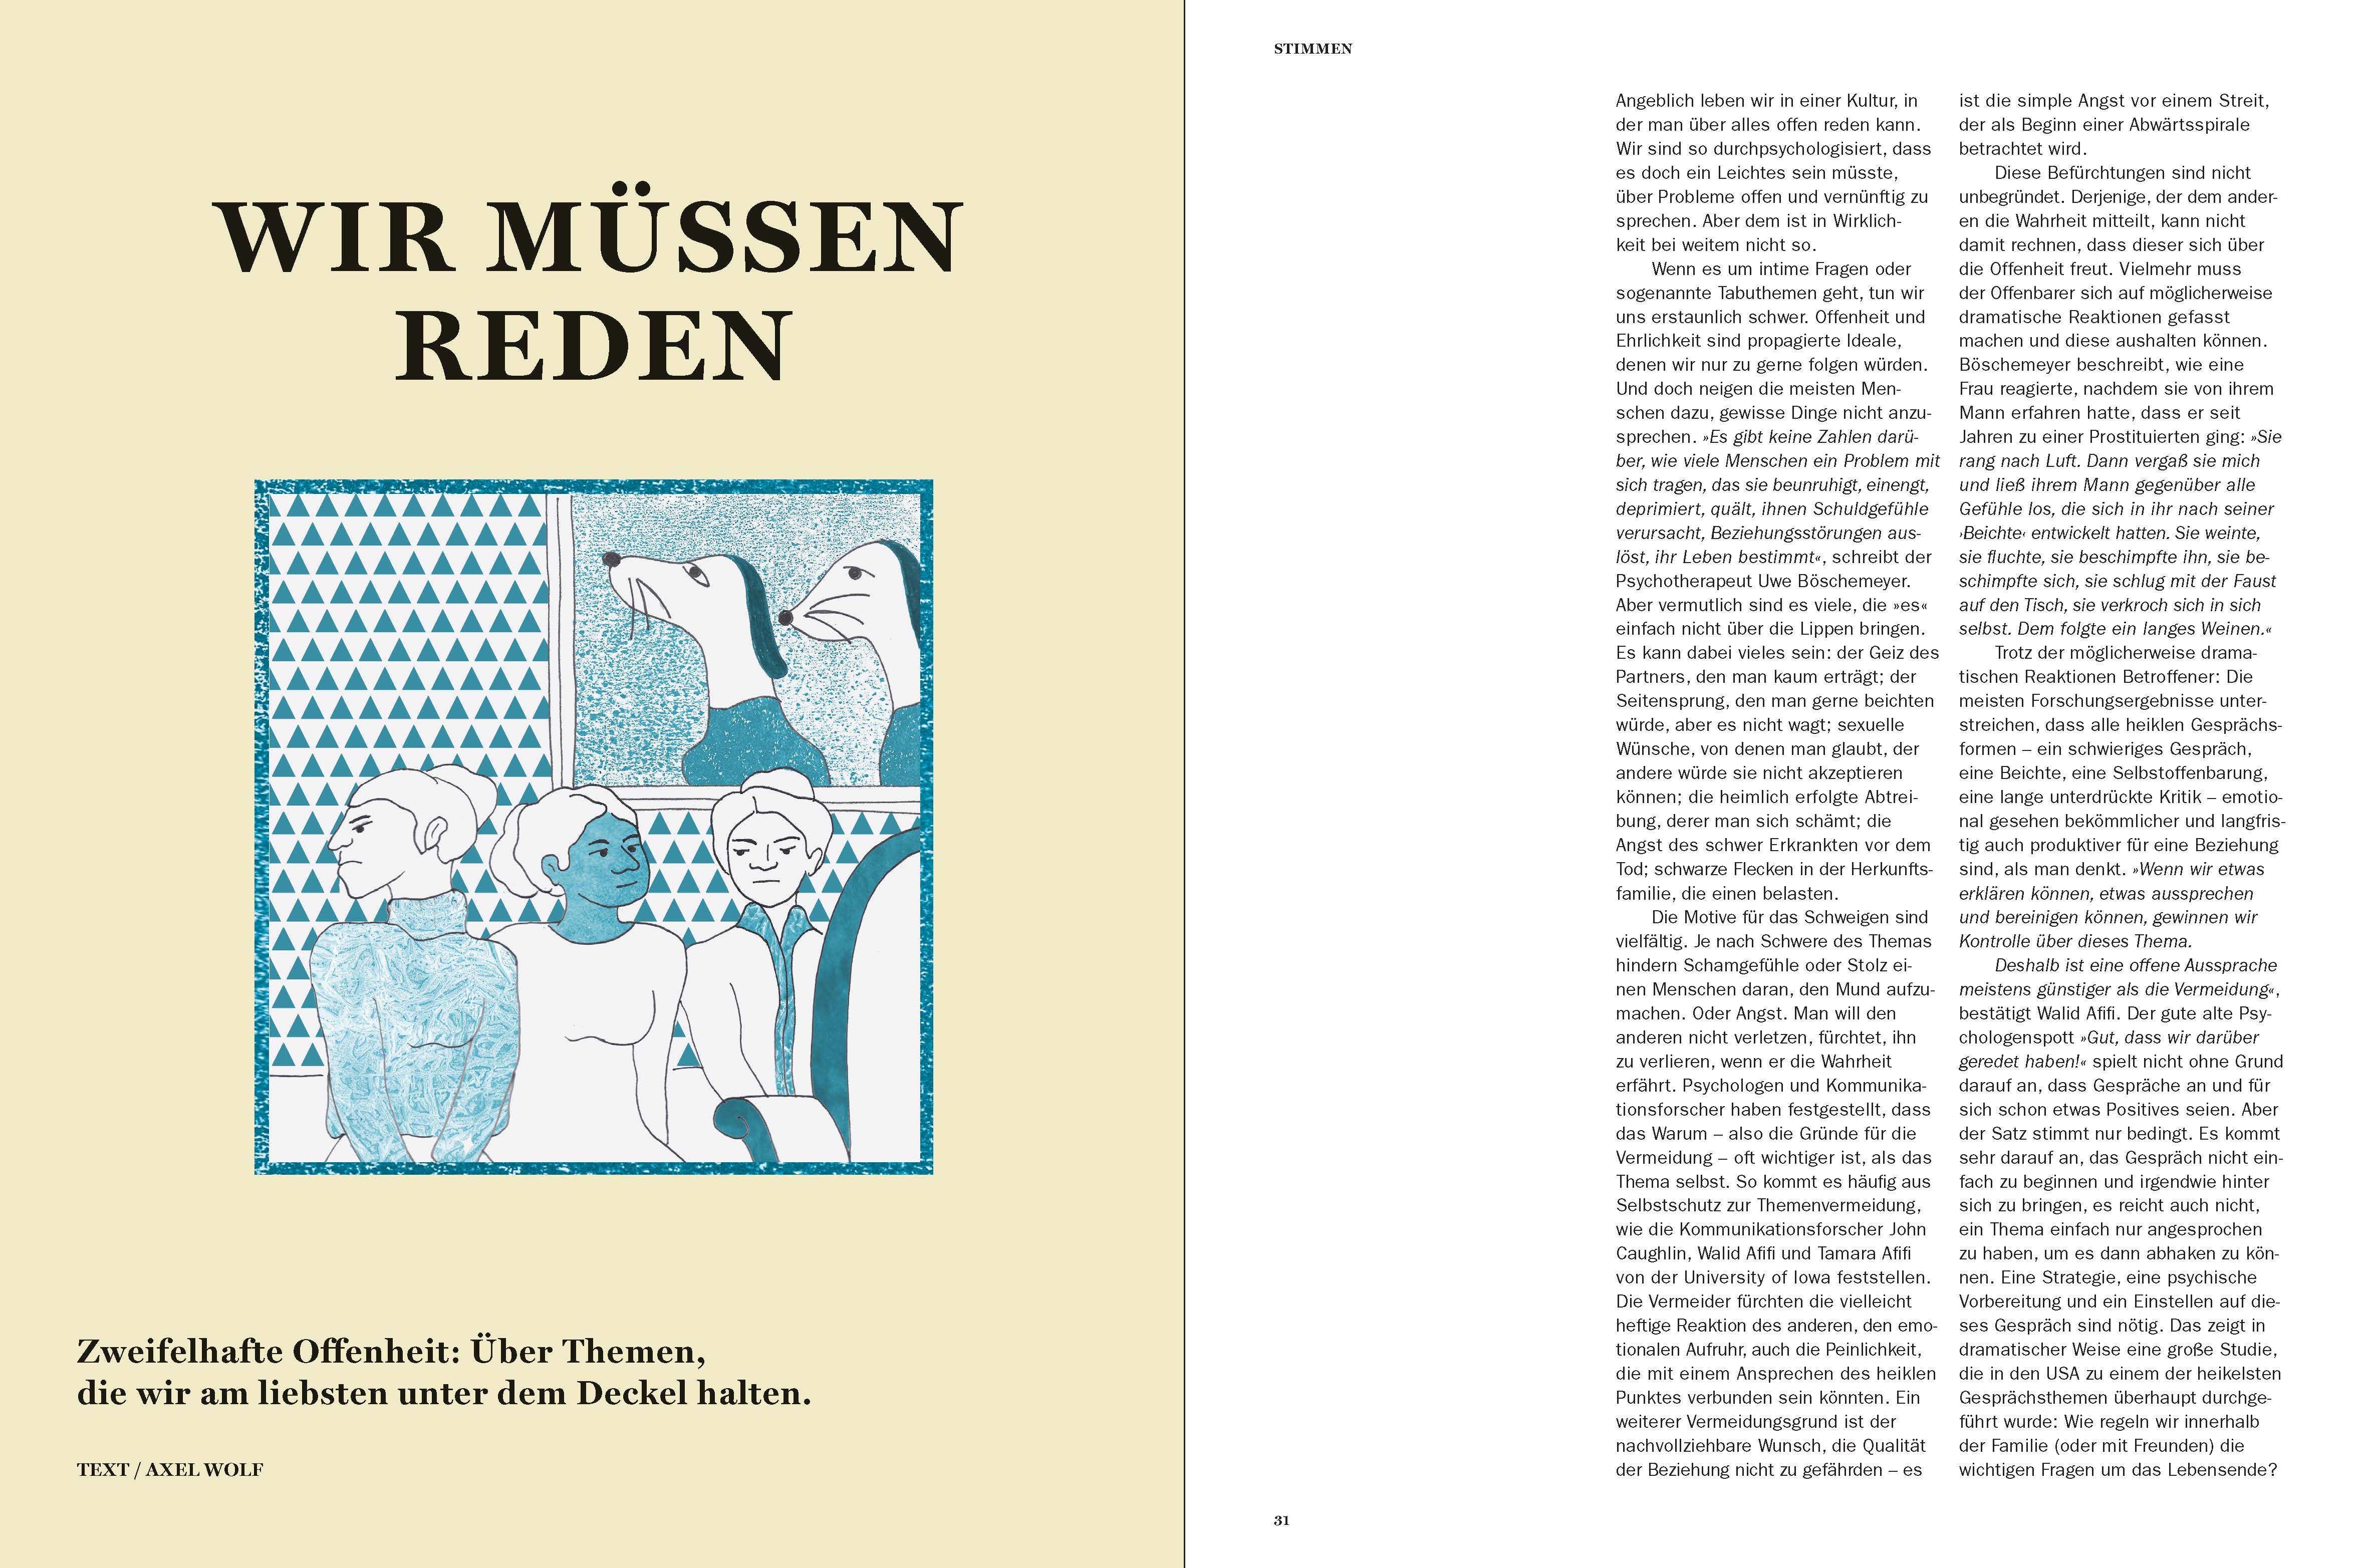 WIR MÜSSEN
REDEN
Zweifelhafte Offenheit: Über Themen,
die wir am liebsten unter dem Deckel halten.
TEXT / AXEL WOLF
STIMMEN
Angeblich leben wir in einer Kultur, in
der man über alles offen reden kann.
Wir sind so durchpsychologisiert, dass
es doch ein Leichtes sein müsste,
über Probleme offen und vernünftig zu
sprechen. Aber dem ist in Wirklich-
keit bei weitem nicht so.
Wenn es um intime Fragen oder
sogenannte Tabuthemen geht, tun wir
uns erstaunlich schwer. Offenheit und
Ehrlichkeit sind propagierte Ideale,
denen wir nur zu gerne folgen würden.
Und doch neigen die meisten Men-
schen dazu, gewisse Dinge nicht anzu-
sprechen. »Es gibt keine Zahlen darü-
ber, wie viele Menschen ein Problem mit
sich tragen, das sie beunruhigt, einengt,
deprimiert, quält, ihnen Schuldgefühle
verursacht, Beziehungsstörungen aus-
löst, ihr Leben bestimmt«, schreibt der
Psychotherapeut Uwe Böschemeyer.
Aber vermutlich sind es viele, die »es«
einfach nicht über die Lippen bringen.
Es kann dabei vieles sein: der Geiz des
Partners, den man kaum erträgt; der
Seitensprung, den man gerne beichten
würde, aber es nicht wagt; sexuelle
Wünsche, von denen man glaubt, der
andere würde sie nicht akzeptieren
können; die heimlich erfolgte Abtrei-
bung, derer man sich schämt; die
Angst des schwer Erkrankten vor dem
Tod; schwarze Flecken in der Herkunfts-
familie, die einen belasten.
Die Motive für das Schweigen sind
vielfältig. Je nach Schwere des Themas
hindern Schamgefühle oder Stolz ei-
nen Menschen daran, den Mund aufzu-
machen. Oder Angst. Man will den
anderen nicht verletzen, fürchtet, ihn
zu verlieren, wenn er die Wahrheit
erfährt. Psychologen und Kommunika-
tionsforscher haben festgestellt, dass
das Warum – also die Gründe für die
Vermeidung – oft wichtiger ist, als das
Thema selbst. So kommt es häufig aus
Selbstschutz zur Themenvermeidung,
wie die Kommunikationsforscher John
Caughlin, Walid Afifi und Tamara Afifi
von der University of Iowa feststellen.
Die Vermeider fürchten die vielleicht
heftige Reaktion des anderen, den emo-
tionalen Aufruhr, auch die Peinlichkeit,
die mit einem Ansprechen des heiklen
Punktes verbunden sein könnten. Ein
weiterer Vermeidungsgrund ist der
nachvollziehbare Wunsch, die Qualität
der Beziehung nicht zu gefährden – es
ist die simple Angst vor einem Streit,
der als Beginn einer Abwärtsspirale
betrachtet wird.
Diese Befürchtungen sind nicht
unbegründet. Derjenige, der dem ander-
en die Wahrheit mitteilt, kann nicht
damit rechnen, dass dieser sich über
die Offenheit freut. Vielmehr muss
der Offenbarer sich auf möglicherweise
dramatische Reaktionen gefasst
machen und diese aushalten können.
Böschemeyer beschreibt, wie eine
Frau reagierte, nachdem sie von ihrem
Mann erfahren hatte, dass er seit
Jahren zu einer Prostituierten ging: »Sie
rang nach Luft. Dann vergaß sie mich
und ließ ihrem Mann gegenüber alle
Gefühle los, die sich in ihr nach seiner
›Beichte‹ entwickelt hatten. Sie weinte,
sie fluchte, sie beschimpfte ihn, sie be-
schimpfte sich, sie schlug mit der Faust
auf den Tisch, sie verkroch sich in sich
selbst. Dem folgte ein langes Weinen.«
Trotz der möglicherweise drama-
tischen Reaktionen Betroffener: Die
meisten Forschungsergebnisse unter-
streichen, dass alle heiklen Gesprächs-
formen – ein schwieriges Gespräch,
eine Beichte, eine Selbstoffenbarung,
eine lange unterdrückte Kritik – emotio-
nal gesehen bekömmlicher und langfris-
tig auch produktiver für eine Beziehung
sind, als man denkt. »Wenn wir etwas
erklären können, etwas aussprechen
und bereinigen können, gewinnen wir
Kontrolle über dieses Thema.
Deshalb ist eine offene Aussprache
meistens günstiger als die Vermeidung«,
bestätigt Walid Afifi. Der gute alte Psy-
chologenspott »Gut, dass wir darüber
geredet haben!« spielt nicht ohne Grund
darauf an, dass Gespräche an und für
sich schon etwas Positives seien. Aber
der Satz stimmt nur bedingt. Es kommt
sehr darauf an, das Gespräch nicht ein-
fach zu beginnen und irgendwie hinter
sich zu bringen, es reicht auch nicht,
ein Thema einfach nur angesprochen
zu haben, um es dann abhaken zu kön-
nen. Eine Strategie, eine psychische
Vorbereitung und ein Einstellen auf die-
ses Gespräch sind nötig. Das zeigt in
dramatischer Weise eine große Studie,
die in den USA zu einem der heikelsten
Gesprächsthemen überhaupt durchge-
führt wurde: Wie regeln wir innerhalb
der Familie (oder mit Freunden) die
wichtigen Fragen um das Lebensende?
31